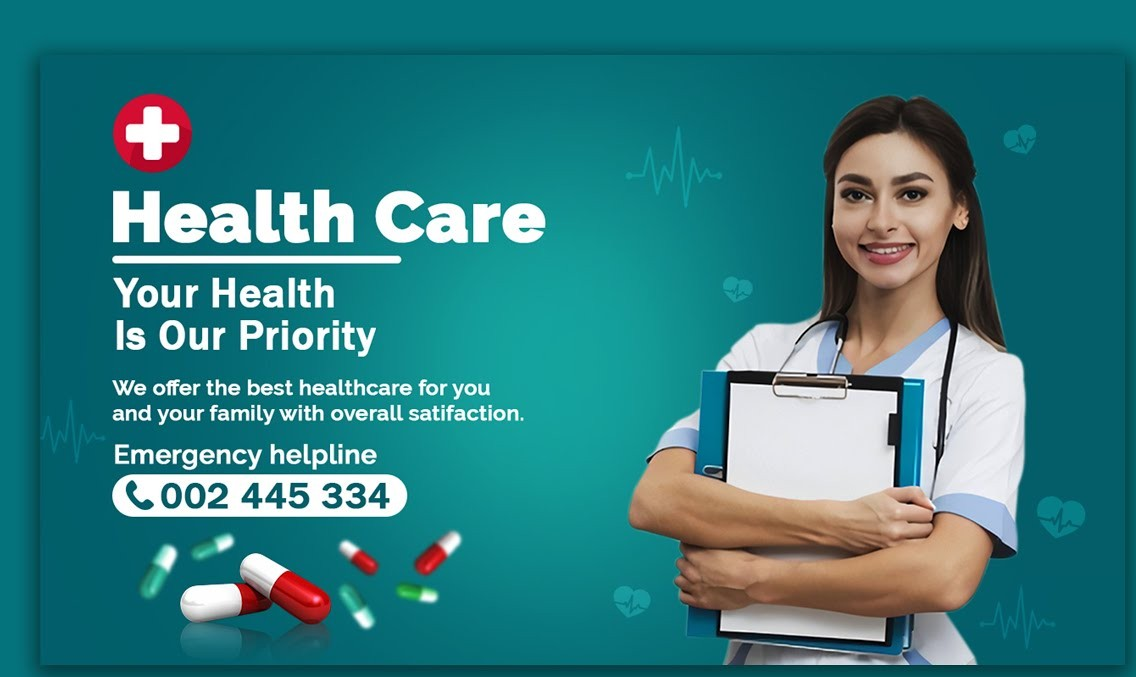 Health Care
Your Health
Is Our Priority
We offer the best healthcare for you
and your family with overall satifaction.
Emergency helpline
002 445 334